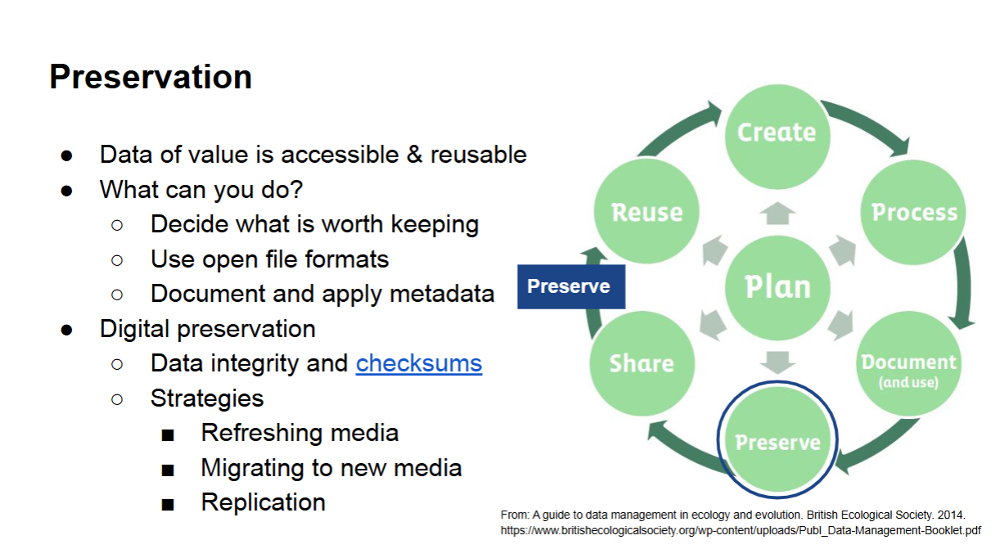 Preservation
● Data of value is accessible & reusable
● What can you do?
○ Decide what is worth keeping
○ Use open file formats
○ Document and apply metadata
● Digital preservation
○ Data integrity and checksums
○ Strategies
■ Refreshing media
■ Migrating to new media
■ Replication
Create
Process
Document
(and use)
Preserve
Share
Preserve
Reuse
Plan
From: A guide to data management in ecology and evolution. British Ecological Society. 2014.
https://www.britishecologicalsociety.org/wp-content/uploads/Publ_Data-Management-Booklet.pdf